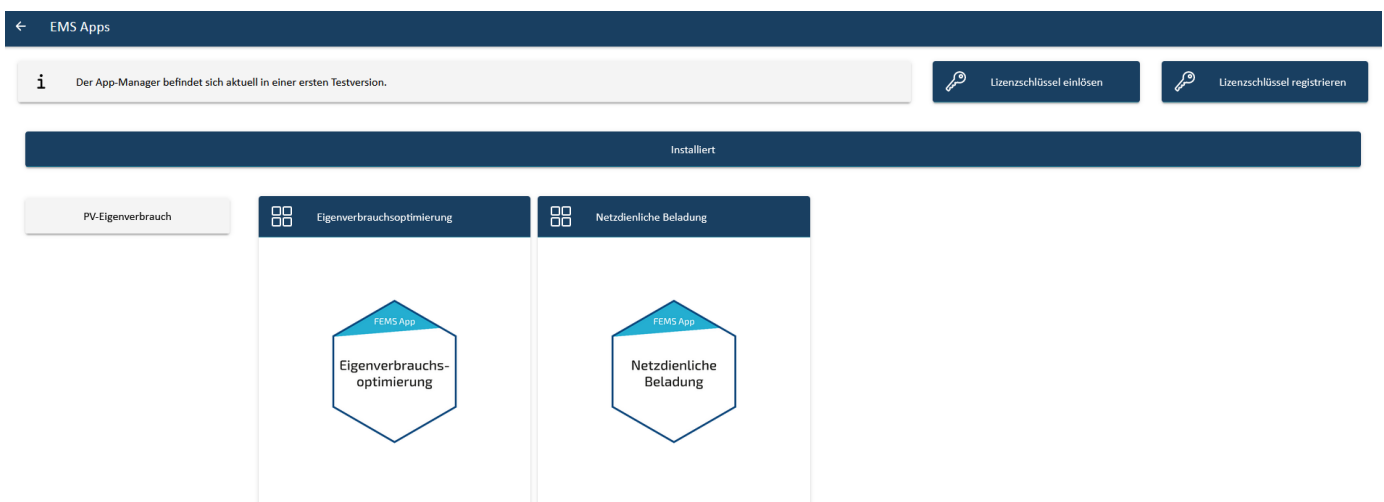 EMS Apps
Der App-Manager befindet sich aktuell in einer ersten Testversion.
Lizenzschlüssel einlösen
Lizenzschlüssel registrieren
Installiert
PV-Eigenverbrauch
Eigenverbrauchsoptimierung
Netzdienliche Beladung
FEMS App
Eigenverbrauchs-
optimierung
FEMS App
Netzdienliche
Beladung